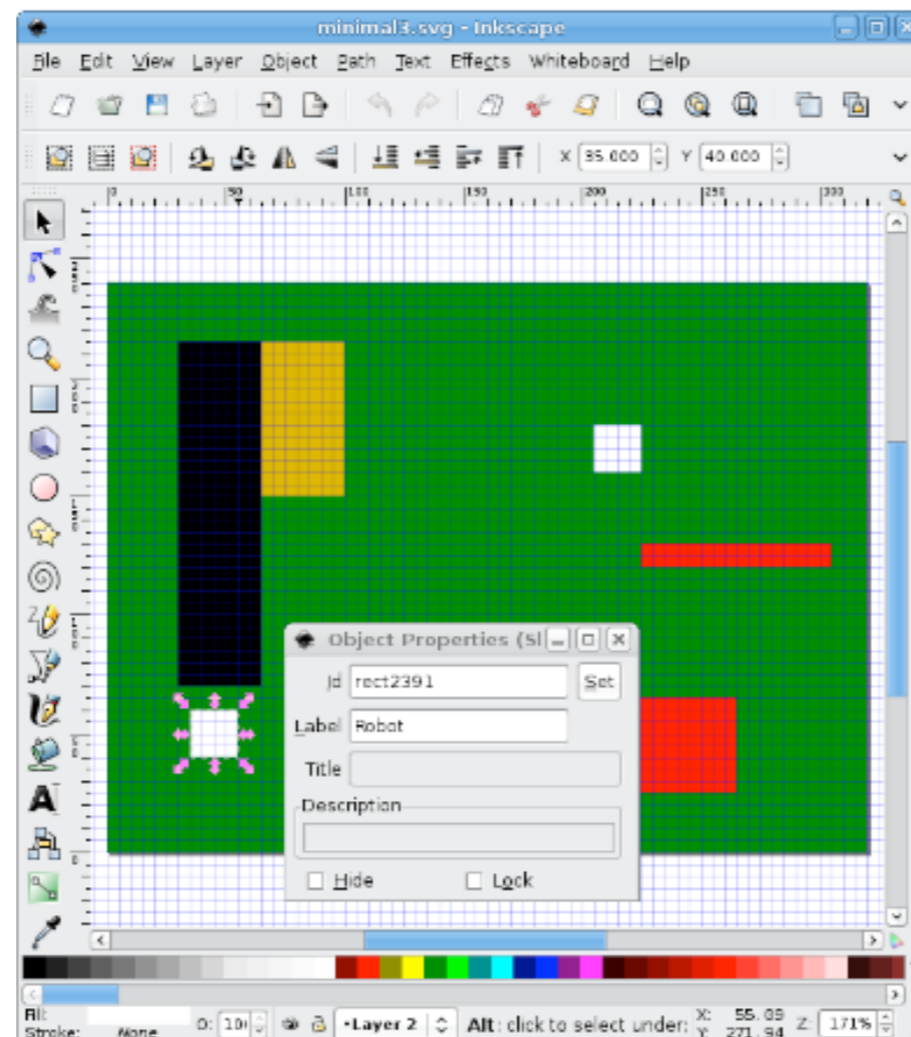 minimal3.svg - Inkscape
File Edit View Layer Object Path Text Effects Whiteboard Help
X 35.000 Y 40.000
0 50 100 150 200 250 300
Object Properties (Sl
Id rect2391 Set
Label Robot
Title
Description
Hide Lock
Fill:
Stroke: None O: 10 Layer 2 Alt: click to select under: X: 55.09 Y: 271.94 Z: 171%